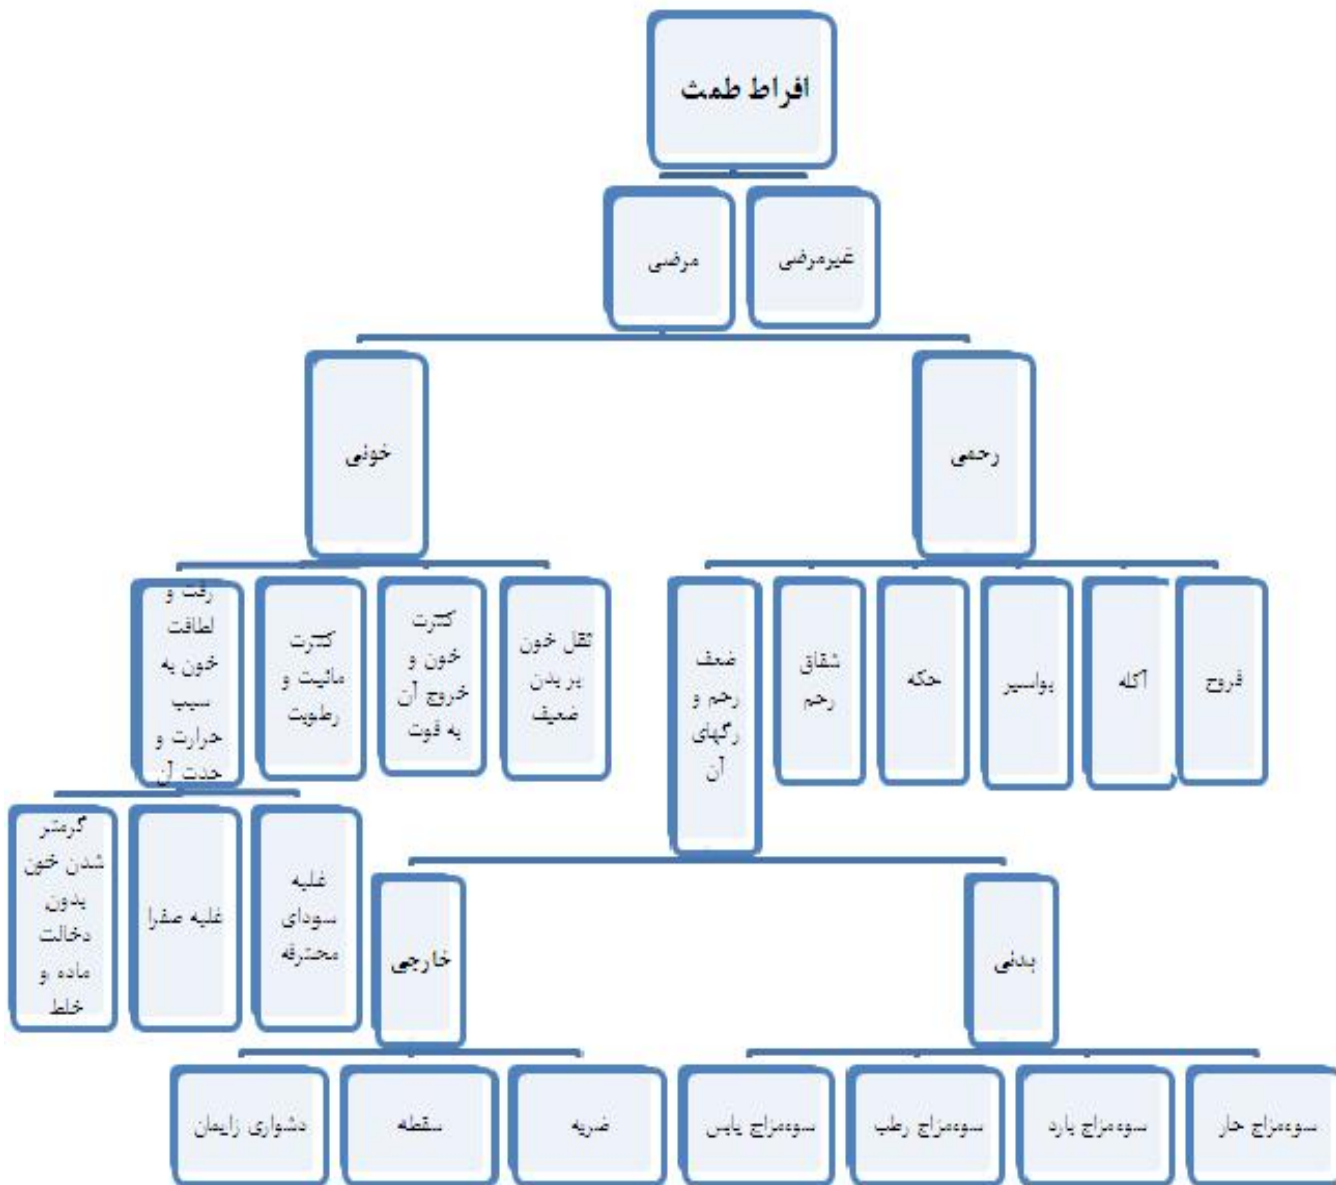 افراط طمث
غیرمرضی
مرضی
رحمی
خونی
قروح
آکله
بواسیر
حکه
شقاق
رحم
ضعف
رحم و
رگهای
آن
ثقل خون
بر بدن
ضعیف
کثرت
خون و
خروج آن
به قوت
کثرت
مائیت و
رطوبت
رقت و
لطافت
خون به
سبب
حرارت و
حدت آن
غلبه
سودای
محترقه
غلبه صفرا
گرمتر
شدن خون
بدون
دخالت
ماده و
خلط
بدنی
خارجی
سوءمزاج حار
سوءمزاج بارد
سوءمزاج رطب
سوءمزاج یابس
ضربه
سقطه
دشواری زایمان